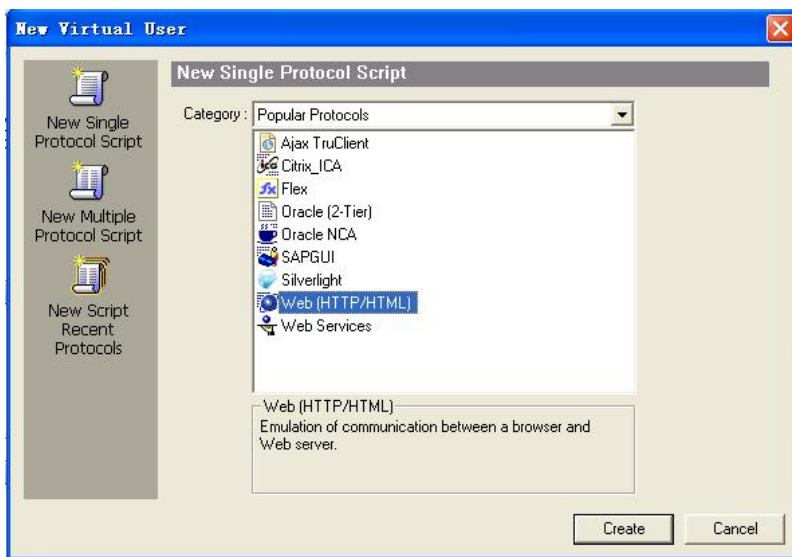 New Virtual User
New Single
Protocol Script
New Multiple
Protocol Script
New Script
Recent
Protocols
New Single Protocol Script
Category :
Popular Protocols
Ajax TruClient
Citrix_ICA
Flex
Oracle (2-Tier)
Oracle NCA
SAPGUI
Silverlight
Web (HTTP/HTML)
Web Services
Web (HTTP/HTML)
Emulation of communication between a browser and
Web server.
Create
Cancel